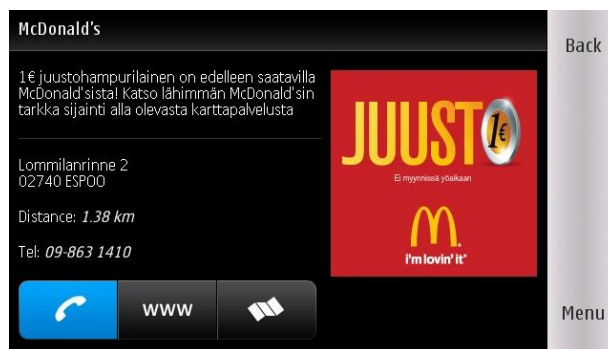 McDonald's
Back
1€ juustohampurilainen on edelleen saatavilla
McDonald'sista! Katso lähimmän McDonald'sin
tarkka sijainti alla olevasta karttapalvelusta
JUUSTO
1€
Ei myynnissä yöaikaan
Lommilanrinne 2
02740 ESPOO
Distance: 1.38 km
Tel: 09-863 1410
i'm lovin' it
www
Menu